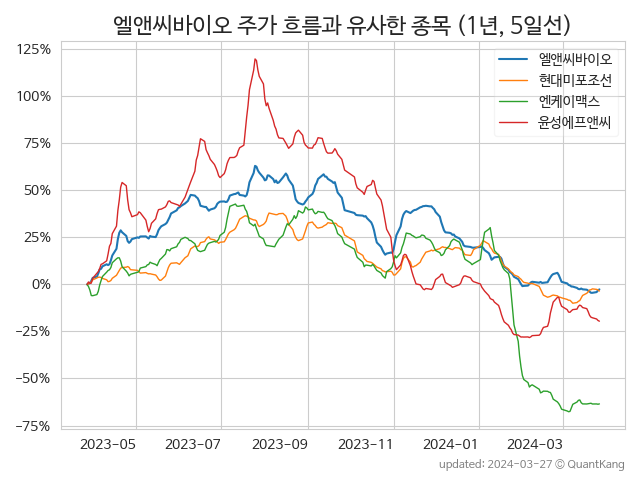 엘앤씨바이오 주가 흐름과 유사한 종목 (1년, 5일선)
125%
100%
75%
50%
25%
0%
−25%
−50%
−75%
엘앤씨바이오
현대미포조선
엔케이맥스
윤성에프앤씨
2023-05 2023-07 2023-09 2023-11 2024-01 2024-03
updated: 2024-03-27 © QuantKang